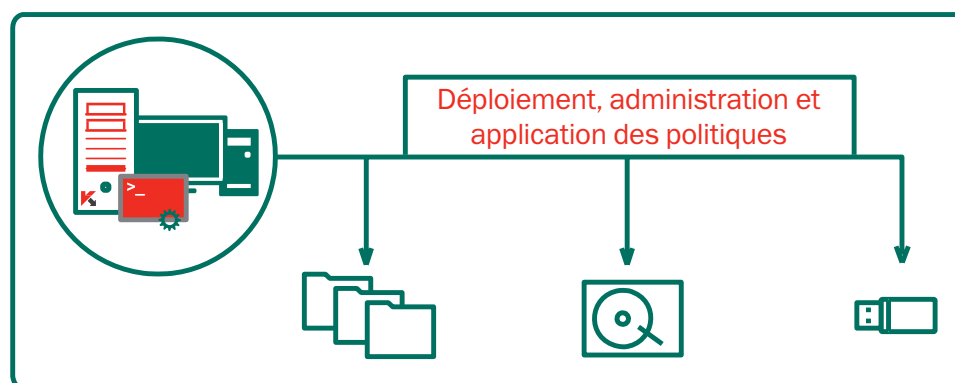 Déploiement, administration et
application des politiques
>_